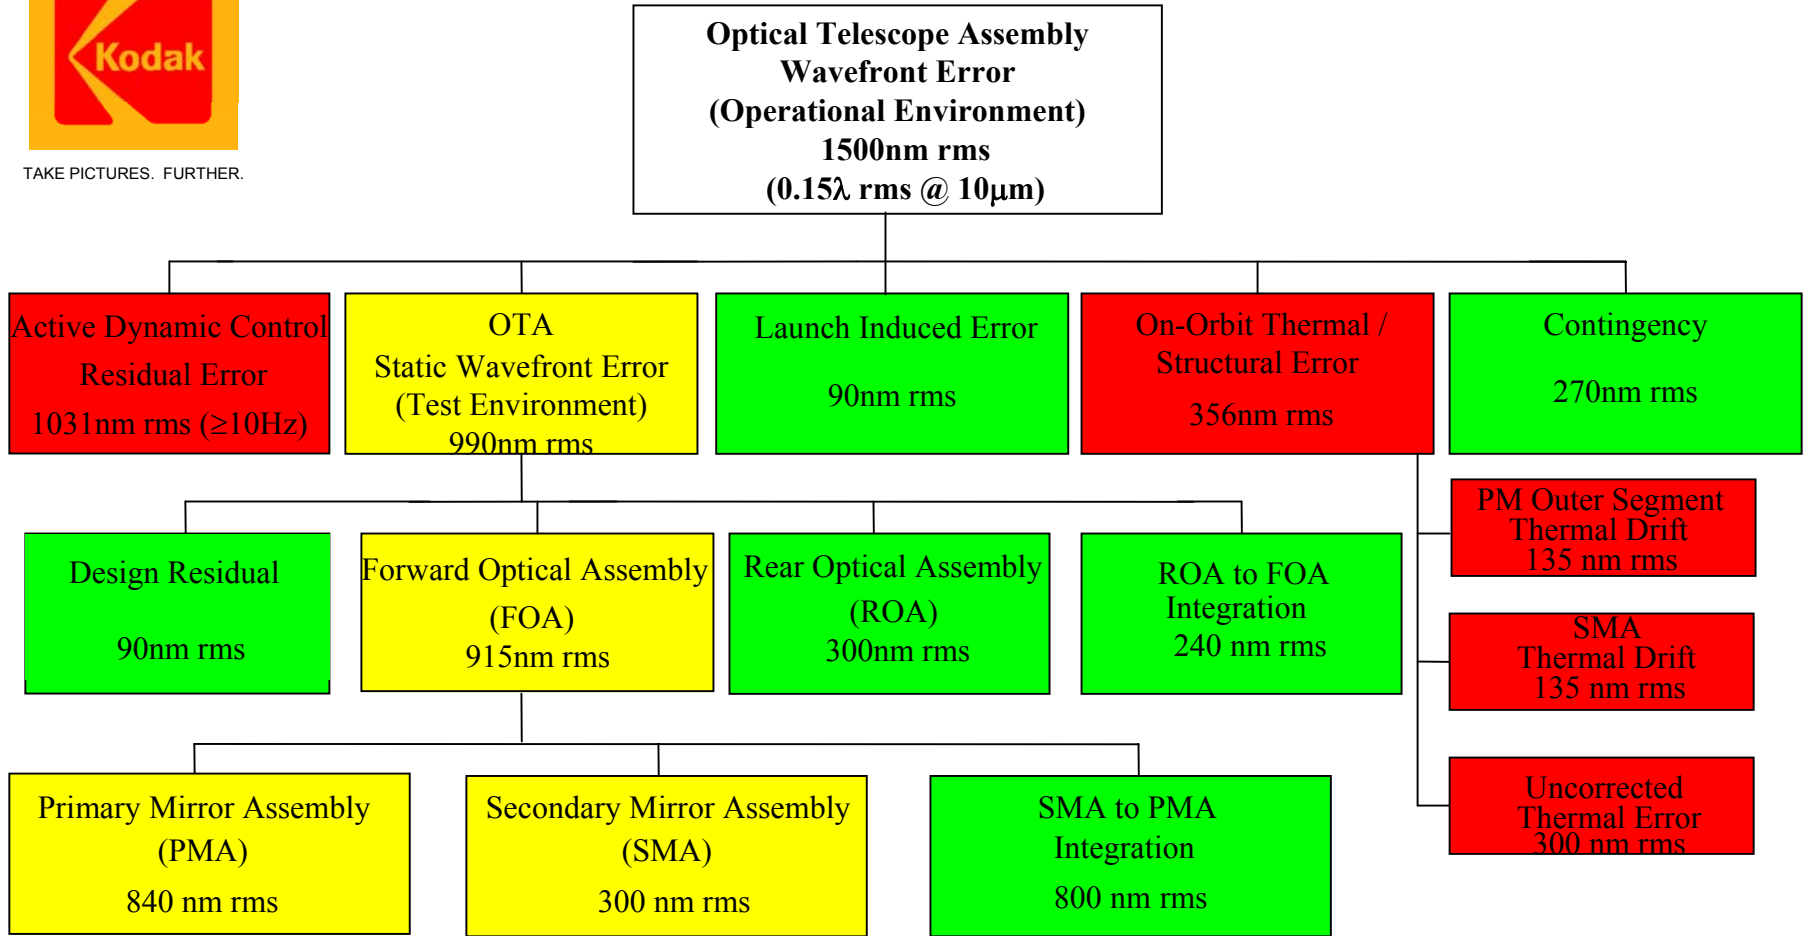 Kodak
TAKE PICTURES. FURTHER.
Optical Telescope Assembly
Wavefront Error
(Operational Environment)
1500nm rms
(0.15λ rms @ 10μm)
Active Dynamic Control
Residual Error
1031nm rms (≥10Hz)
OTA
Static Wavefront Error
(Test Environment)
990nm rms
Launch Induced Error
90nm rms
On-Orbit Thermal /
Structural Error
356nm rms
Contingency
270nm rms
Design Residual
90nm rms
Forward Optical Assembly
(FOA)
915nm rms
Rear Optical Assembly
(ROA)
300nm rms
ROA to FOA
Integration
240 nm rms
PM Outer Segment
Thermal Drift
135 nm rms
SMA
Thermal Drift
135 nm rms
Uncorrected
Thermal Error
300 nm rms
Primary Mirror Assembly
(PMA)
840 nm rms
Secondary Mirror Assembly
(SMA)
300 nm rms
SMA to PMA
Integration
800 nm rms